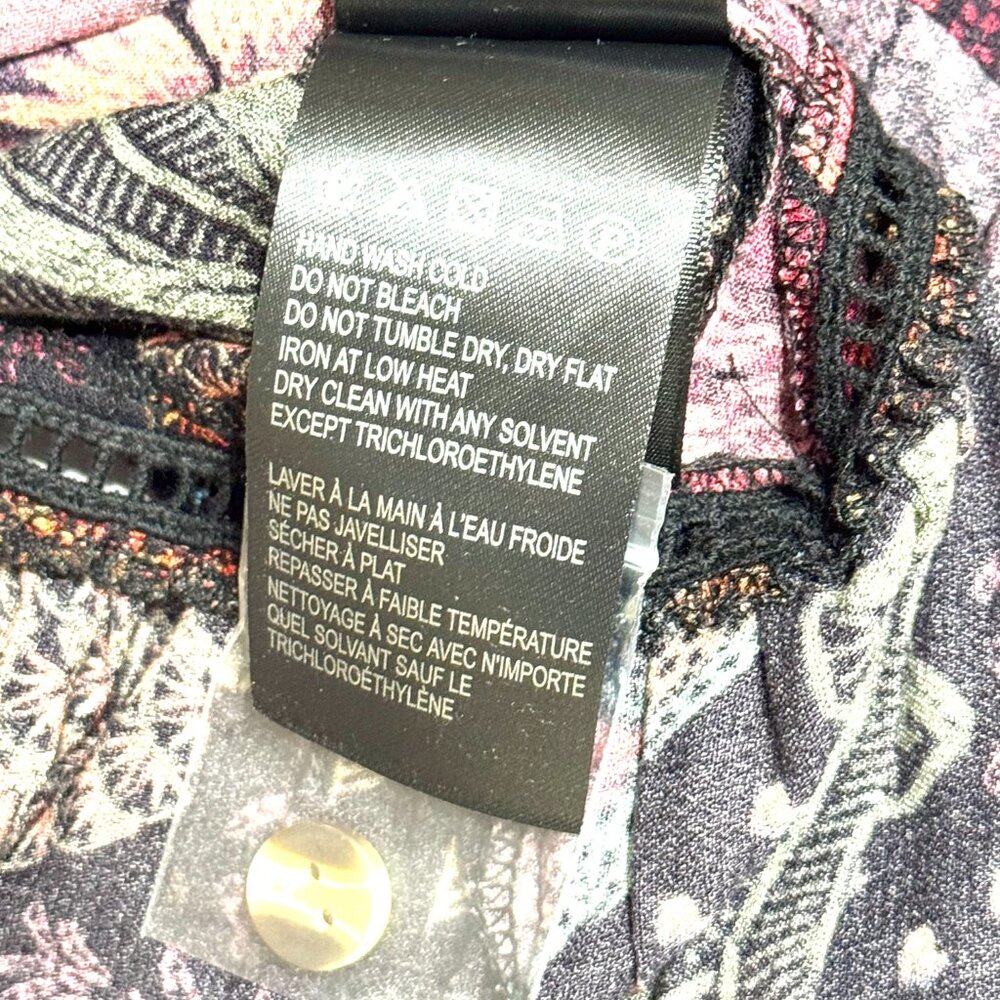 HAND WASH COLD
DO NOT BLEACH
DO NOT TUMBLE DRY, DRY FLAT
IRON AT LOW HEAT
DRY CLEAN WITH ANY SOLVENT
EXCEPT TRICHLOROETHYLENE
LAVER À LA MAIN À L'EAU FROIDE
NE PAS JAVELLISER
SÉCHER À PLAT
REPASSER À FAIBLE TEMPÉRATURE
NETTOYAGE À SEC AVEC N'IMPORTE
QUEL SOLVANT SAUF LE
TRICHLOROÉTHYLÈNE